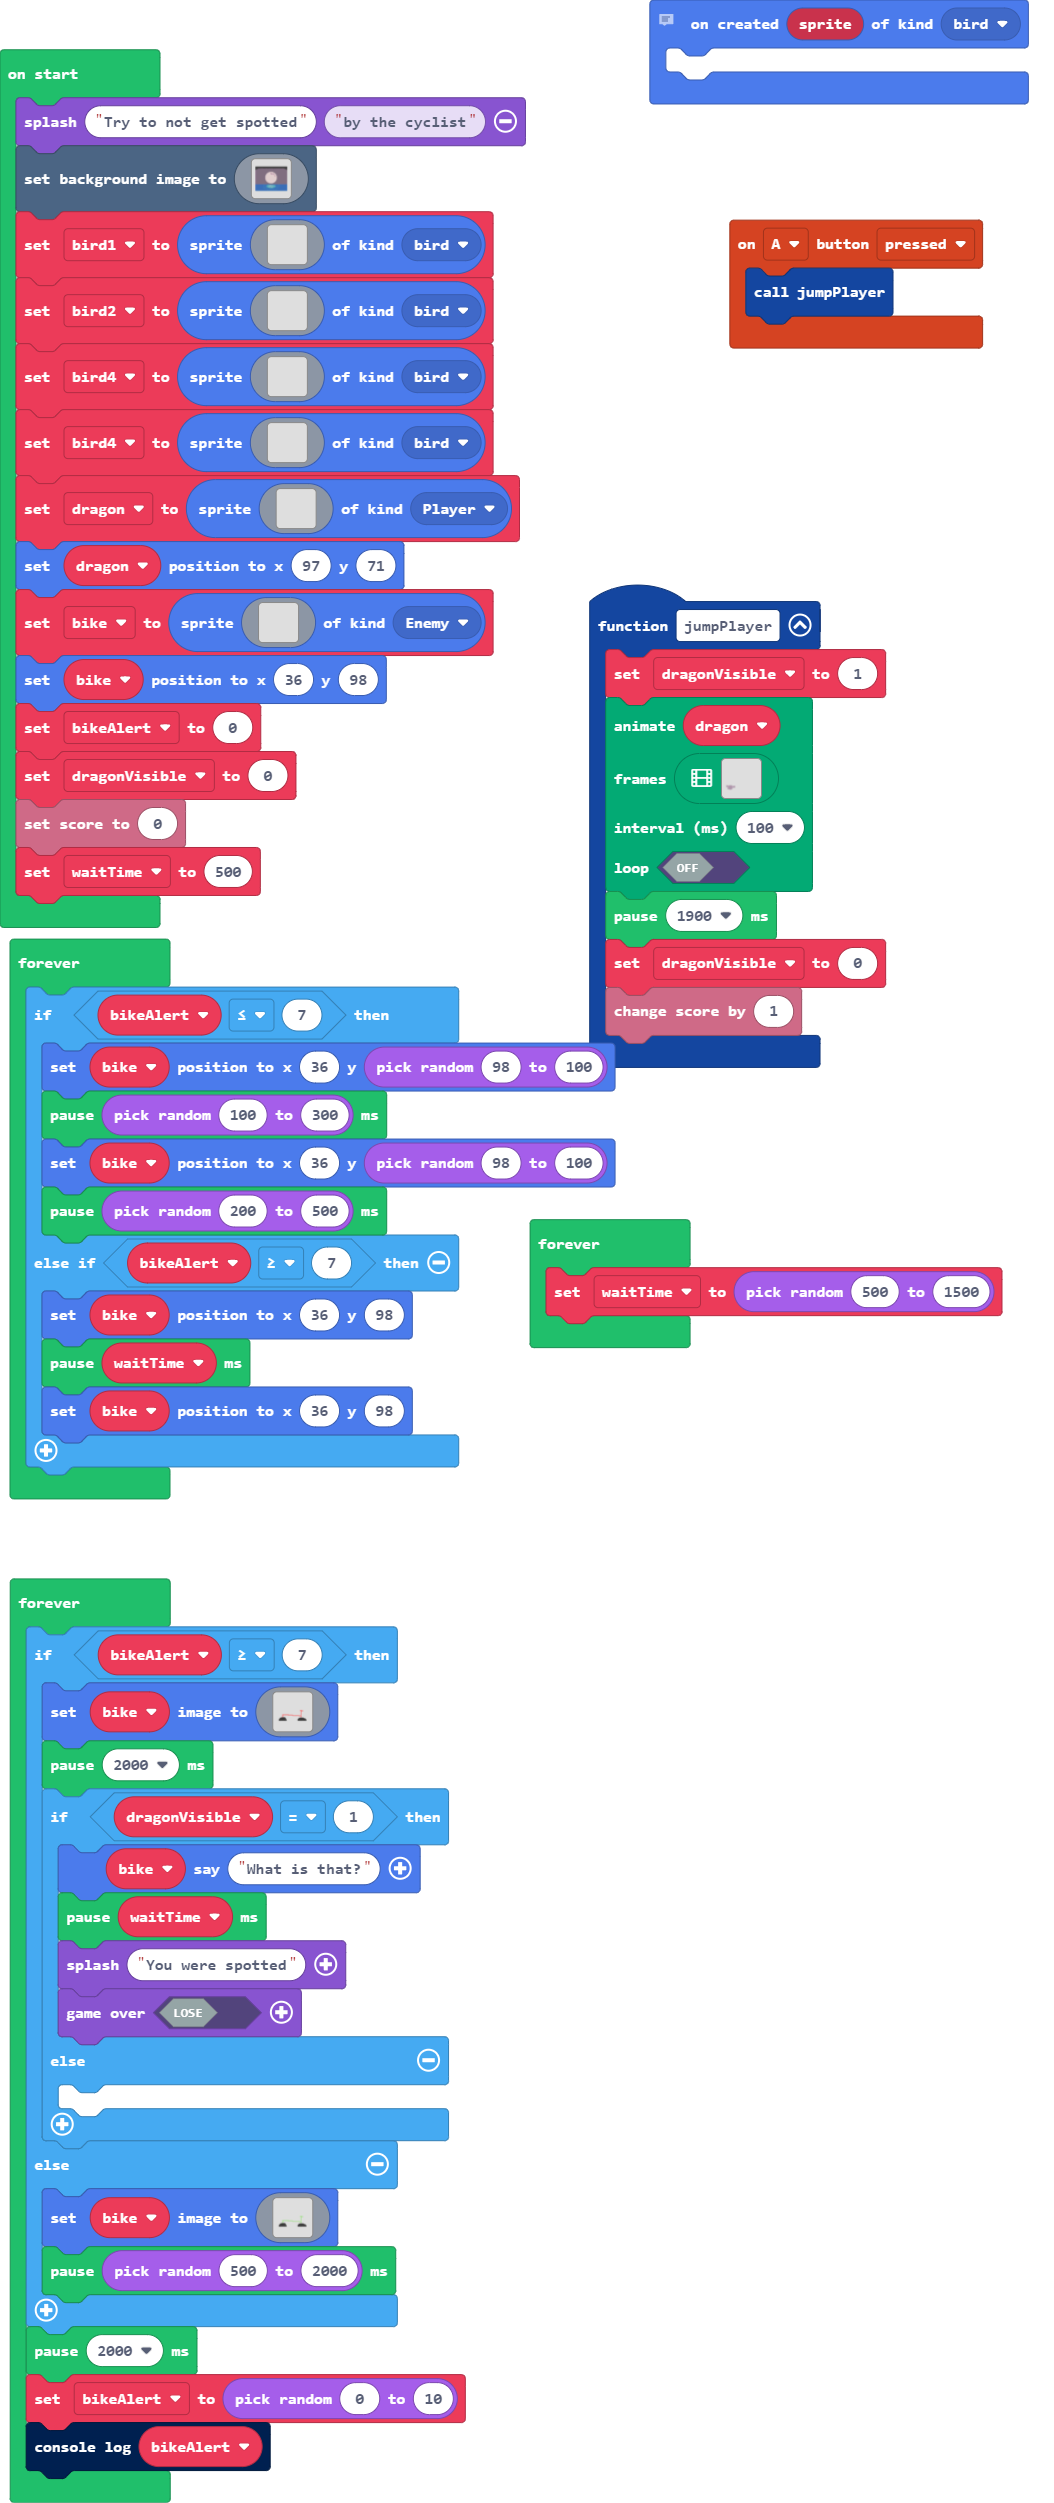 on created sprite of kind bird
on start
splash "Try to not get spotted" "by the cyclist"
set background image to
set bird1 to sprite of kind bird
set bird2 to sprite of kind bird
set bird4 to sprite of kind bird
set bird4 to sprite of kind bird
set dragon to sprite of kind Player
set dragon position to x 97 y 71
set bike to sprite of kind Enemy
set bike position to x 36 y 98
set bikeAlert to 0
set dragonVisible to 0
set score to 0
set waitTime to 500
on A button pressed
call jumpPlayer
function jumpPlayer
set dragonVisible to 1
animate dragon
frames
interval (ms) 100
loop OFF
pause 1900 ms
set dragonVisible to 0
change score by 1
forever
if bikeAlert ≤ 7 then
set bike position to x 36 y pick random 98 to 100
pause pick random 100 to 300 ms
set bike position to x 36 y pick random 98 to 100
pause pick random 200 to 500 ms
else if bikeAlert ≥ 7 then
set bike position to x 36 y 98
pause waitTime ms
set bike position to x 36 y 98
forever
set waitTime to pick random 500 to 1500
forever
if bikeAlert ≥ 7 then
set bike image to
pause 2000 ms
if dragonVisible = 1 then
bike say "What is that?"
pause waitTime ms
splash "You were spotted"
game over LOSE
else
else
set bike image to
pause pick random 500 to 2000 ms
pause 2000 ms
set bikeAlert to pick random 0 to 10
console log bikeAlert